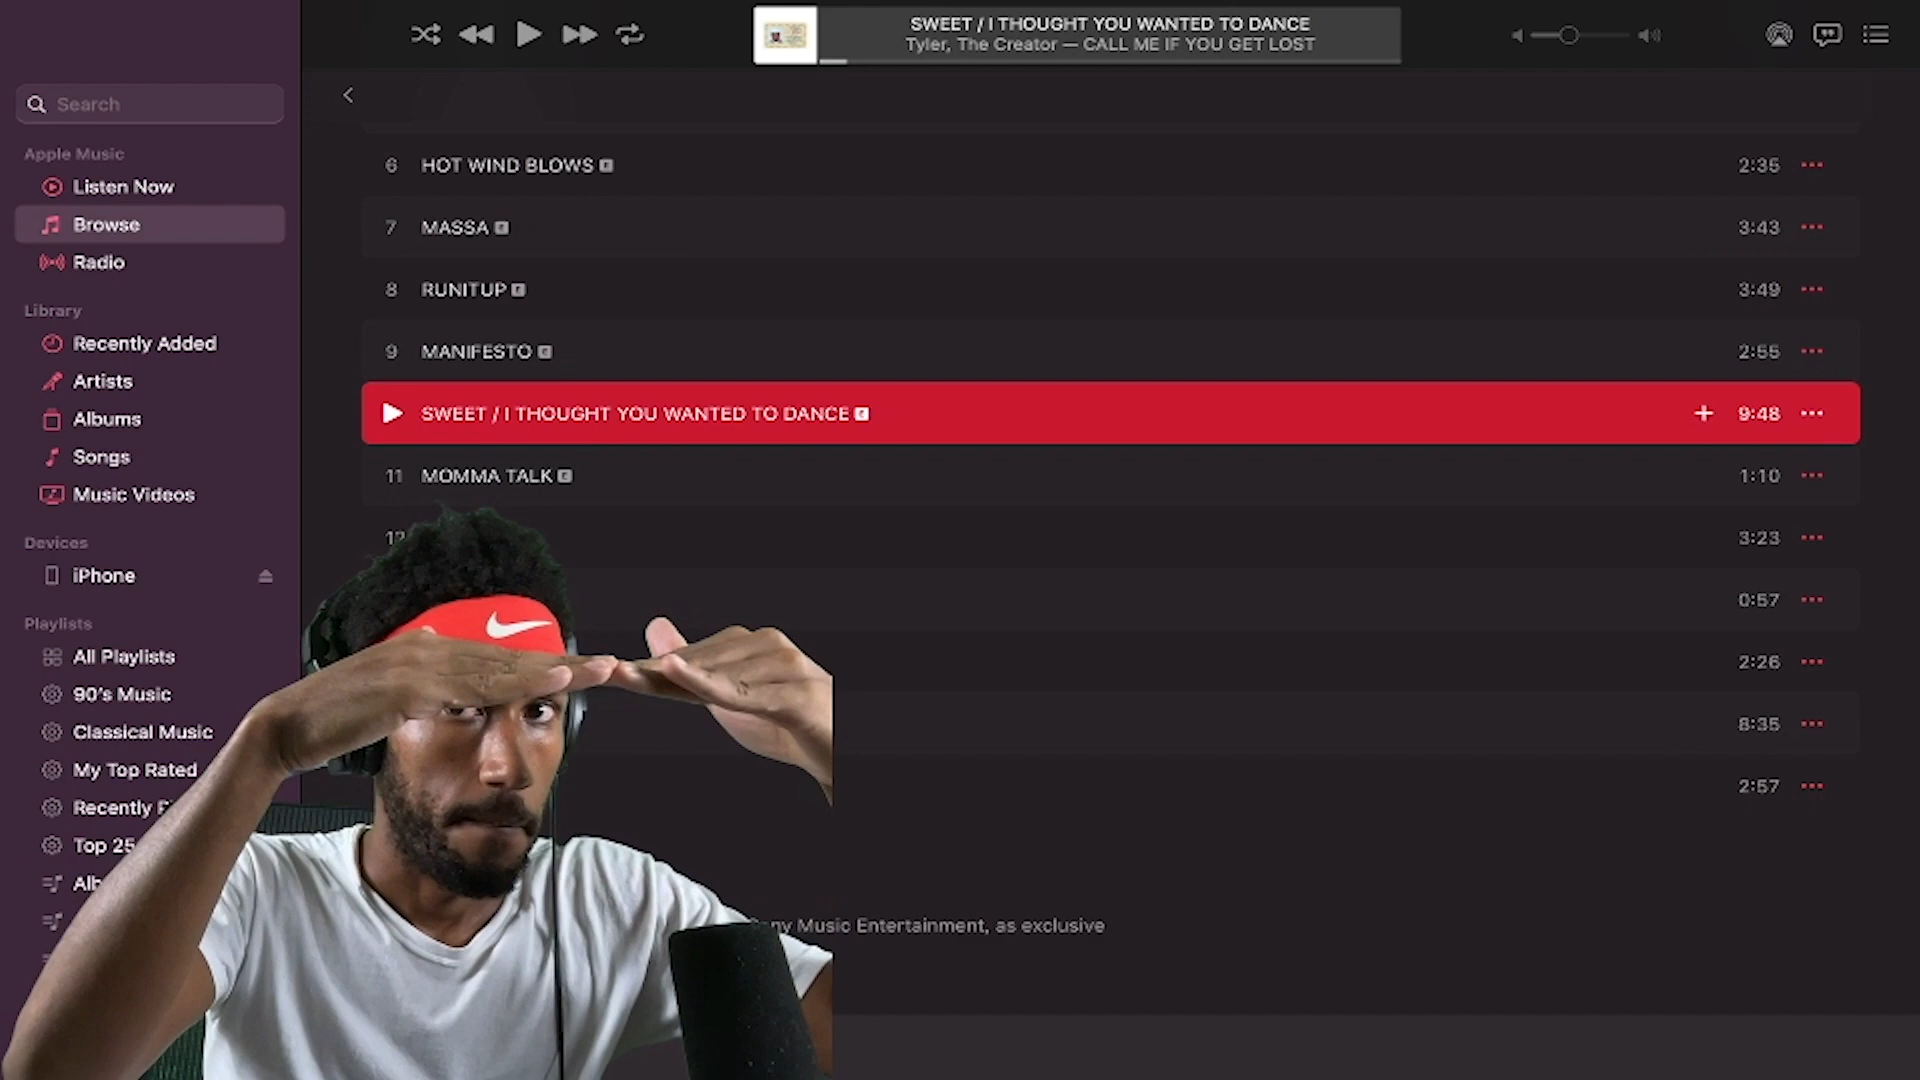 SWEET / I THOUGHT YOU WANTED TO DANCE
Tyler, The Creator — CALL ME IF YOU GET LOST
Search
Apple Music
Listen Now
Browse
Radio
Library
Recently Added
Artists
Albums
Songs
Music Videos
Devices
iPhone
Playlists
All Playlists
90's Music
Classical Music
My Top Rated
Recently
Top 25
6 HOT WIND BLOWS E 2:35
7 MASSA E 3:43
8 RUNITUP E 3:49
9 MANIFESTO E 2:55
SWEET / I THOUGHT YOU WANTED TO DANCE E + 9:48
11 MOMMA TALK E 1:10
12 3:23
0:57
2:26
8:35
2:57
Music Entertainment, as exclusive